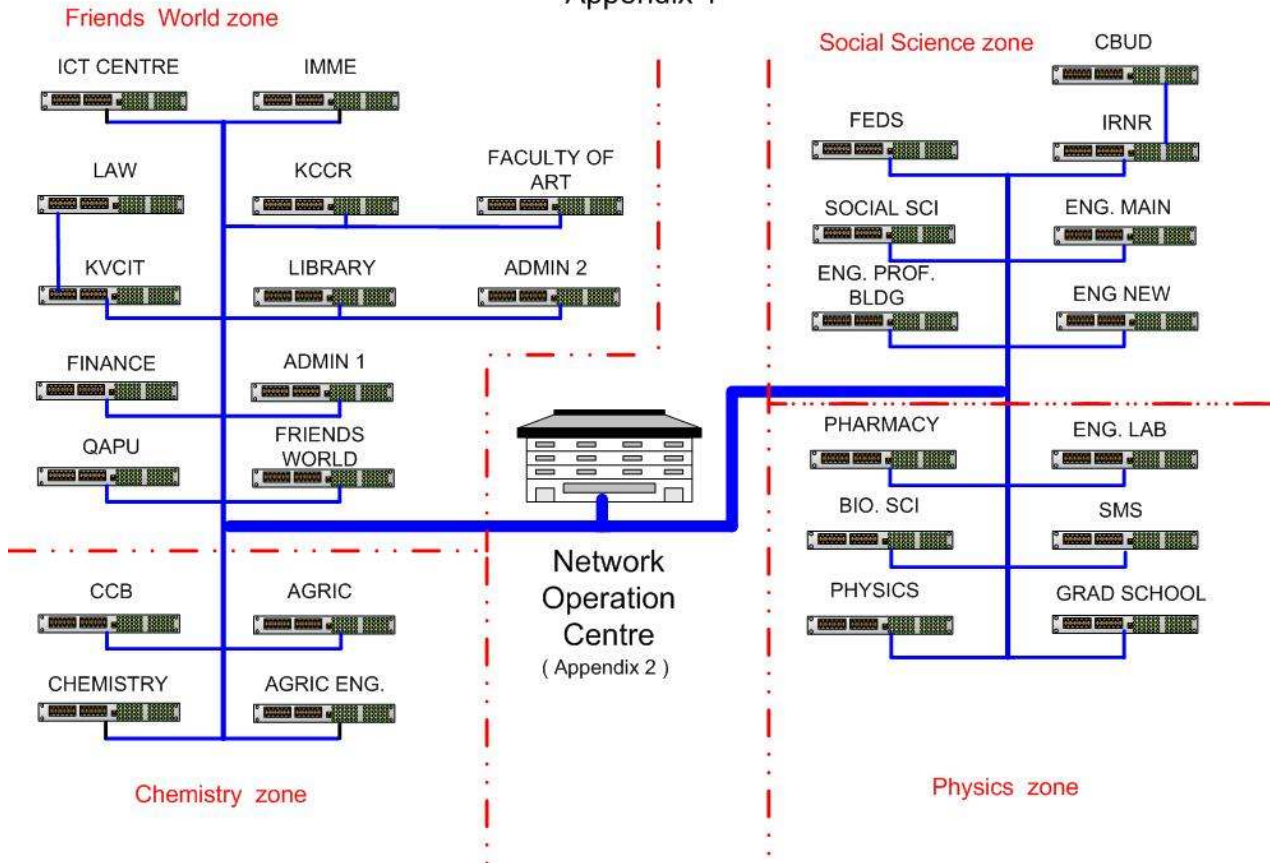 Friends World zone
ICT CENTRE
IMME
LAW
KCCR
FACULTY OF
ART
KVCIT
LIBRARY
ADMIN 2
FINANCE
ADMIN 1
QAPU
FRIENDS
WORLD
CCB
AGRIC
CHEMISTRY
AGRIC ENG.
Chemistry zone
Network
Operation
Centre
( Appendix 2 )
Social Science zone
CBUD
FEDS
IRNR
SOCIAL SCI
ENG. MAIN
ENG. PROF.
BLDG
ENG NEW
PHARMACY
ENG. LAB
BIO. SCI
SMS
PHYSICS
GRAD SCHOOL
Physics zone